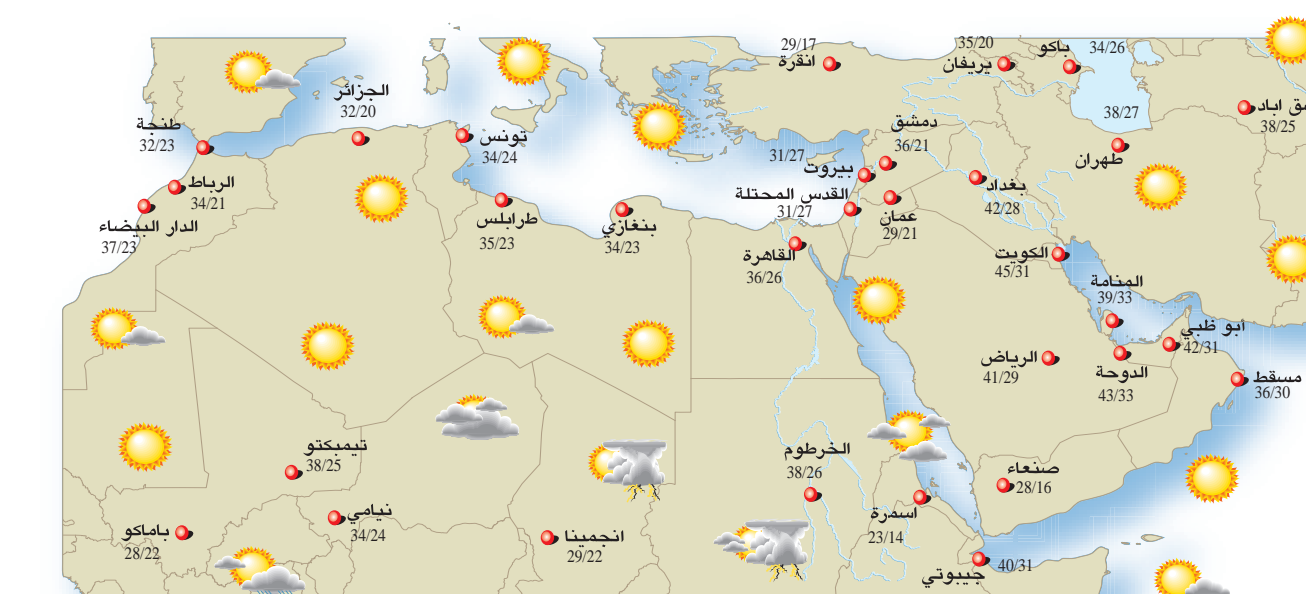 29/17
انقرة
35/20
يريفان
باكو
34/26
38/27
طهران
ق اباد
38/25
الجزائر
32/20
طنجة
32/23
تونس
34/24
دمشق
36/21
31/27
بيروت
الرباط
34/21
الدار البيضاء
37/23
طرابلس
35/23
بنغازي
34/23
القدس المحتلة
31/27
عمان
29/21
بغداد
42/28
القاهرة
36/26
الكويت
45/31
المنامة
39/33
أبو ظبي
42/31
الرياض
41/29
الدوحة
43/33
مسقط
36/30
تيمبكتو
38/25
الخرطوم
38/26
صنعاء
28/16
باماكو
28/22
نيامي
34/24
انجمينا
29/22
اسمرة
23/14
جيبوتي
40/31